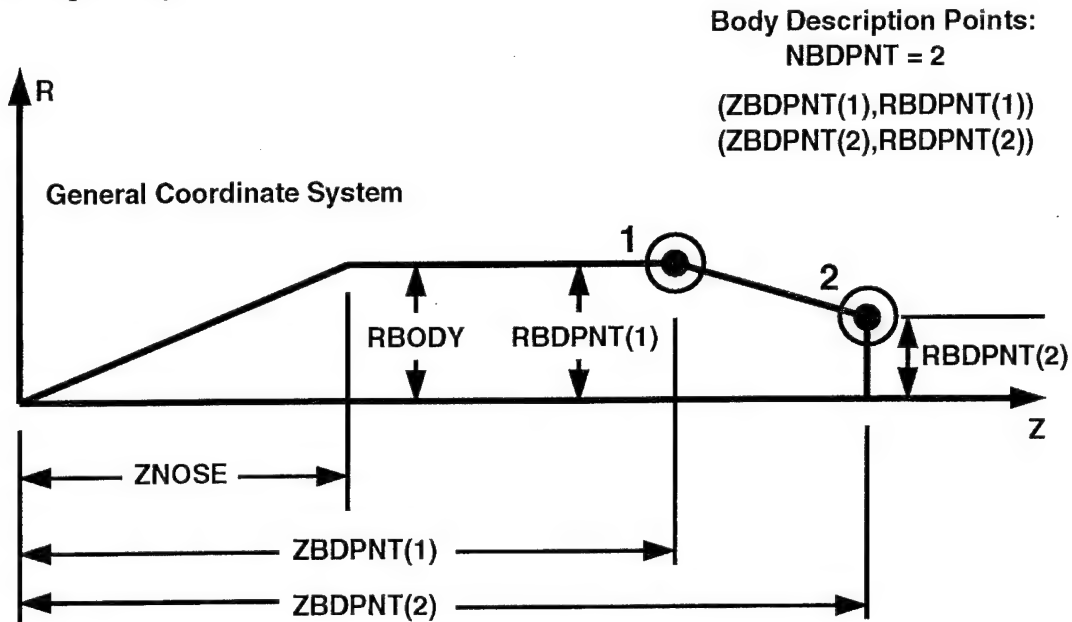 Body Description Points:
NBDPNT = 2
(ZBDPNT(1),RBDPNT(1))
(ZBDPNT(2),RBDPNT(2))
R
General Coordinate System
1
2
RBODY
RBDPNT(1)
RBDPNT(2)
Z
ZNOSE
ZBDPNT(1)
ZBDPNT(2)